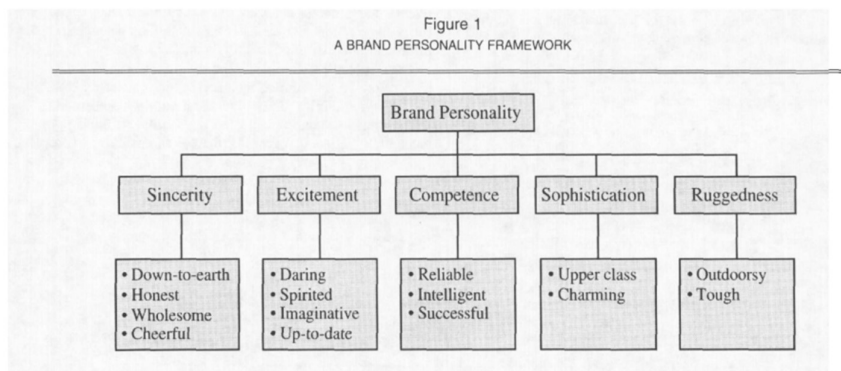 Figure 1
A BRAND PERSONALITY FRAMEWORK
Brand Personality
Sincerity
Excitement
Competence
Sophistication
Ruggedness
• Down-to-earth
• Honest
• Wholesome
• Cheerful
• Daring
• Spirited
• Imaginative
• Up-to-date
• Reliable
• Intelligent
• Successful
• Upper class
• Charming
• Outdoorsy
• Tough